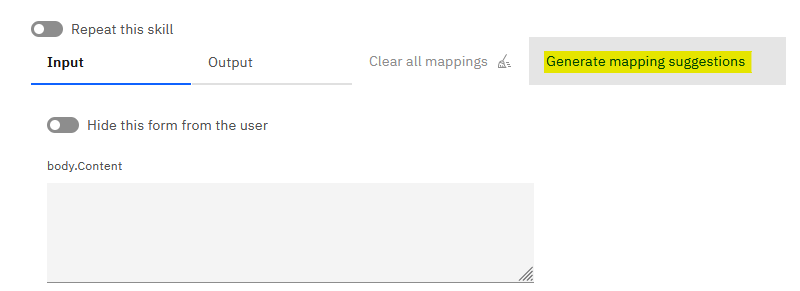 Repeat this skill
Input Output Clear all mappings Generate mapping suggestions
Hide this form from the user
body.Content